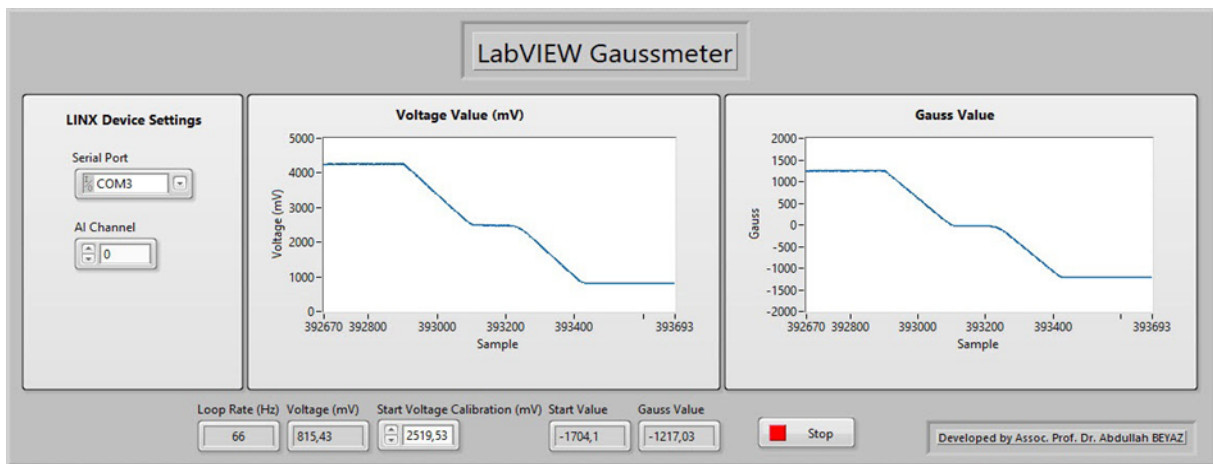 LabVIEW Gaussmeter
LINX Device Settings
Serial Port
I/O COM3
AI Channel
0
Voltage Value (mV)
5000
4000
3000
2000
1000
0
Voltage (mV)
392670 392800 393000 393200 393400 393693
Sample
Gauss Value
2000
1500
1000
500
0
-500
-1000
-1500
-2000
Gauss
392670 392800 393000 393200 393400 393693
Sample
Loop Rate (Hz) Voltage (mV) Start Voltage Calibration (mV) Start Value Gauss Value
66 815,43 2519,53 -1704,1 -1217,03
Stop
Developed by Assoc. Prof. Dr. Abdullah BEYAZ